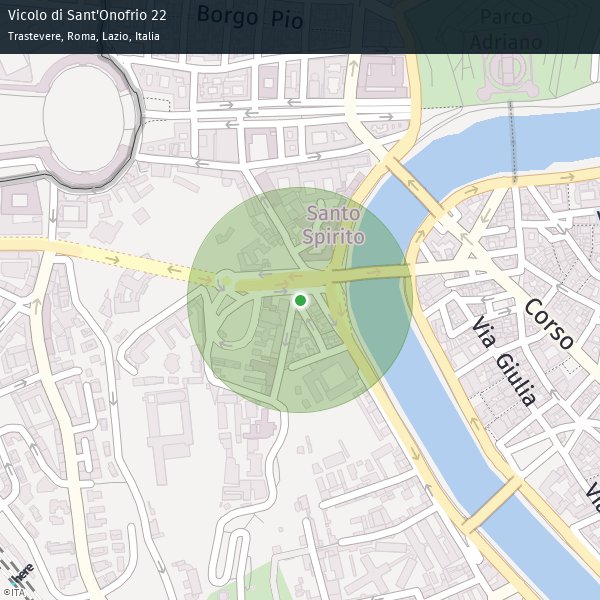 Vicolo di Sant'Onofrio 22
Trastevere, Roma, Lazio, Italia
Borgo Pio
Parco
Adriano
Santo
Spirito
Corso
Via Giulia
Via
here
©ITA